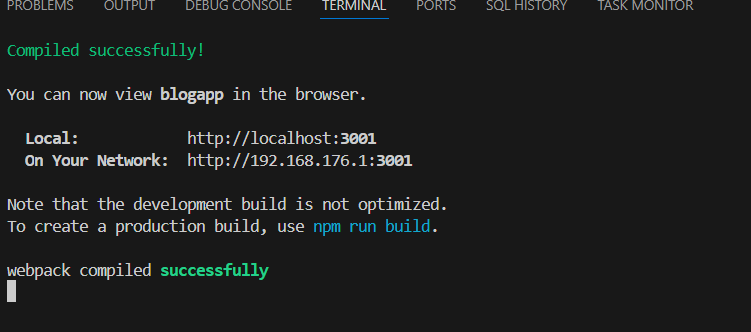 PROBLEMS OUTPUT DEBUG CONSOLE TERMINAL PORTS SQL HISTORY TASK MONITOR
Compiled successfully!
You can now view blogapp in the browser.
Local: http://localhost:3001
On Your Network: http://192.168.176.1:3001
Note that the development build is not optimized.
To create a production build, use npm run build.
webpack compiled successfully